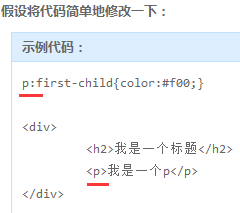 假设将代码简单地修改一下：
示例代码：
p:first-child{color:#f00;}
<div>
<h2>我是一个标题</h2>
<p>我是一个p</p>
</div>